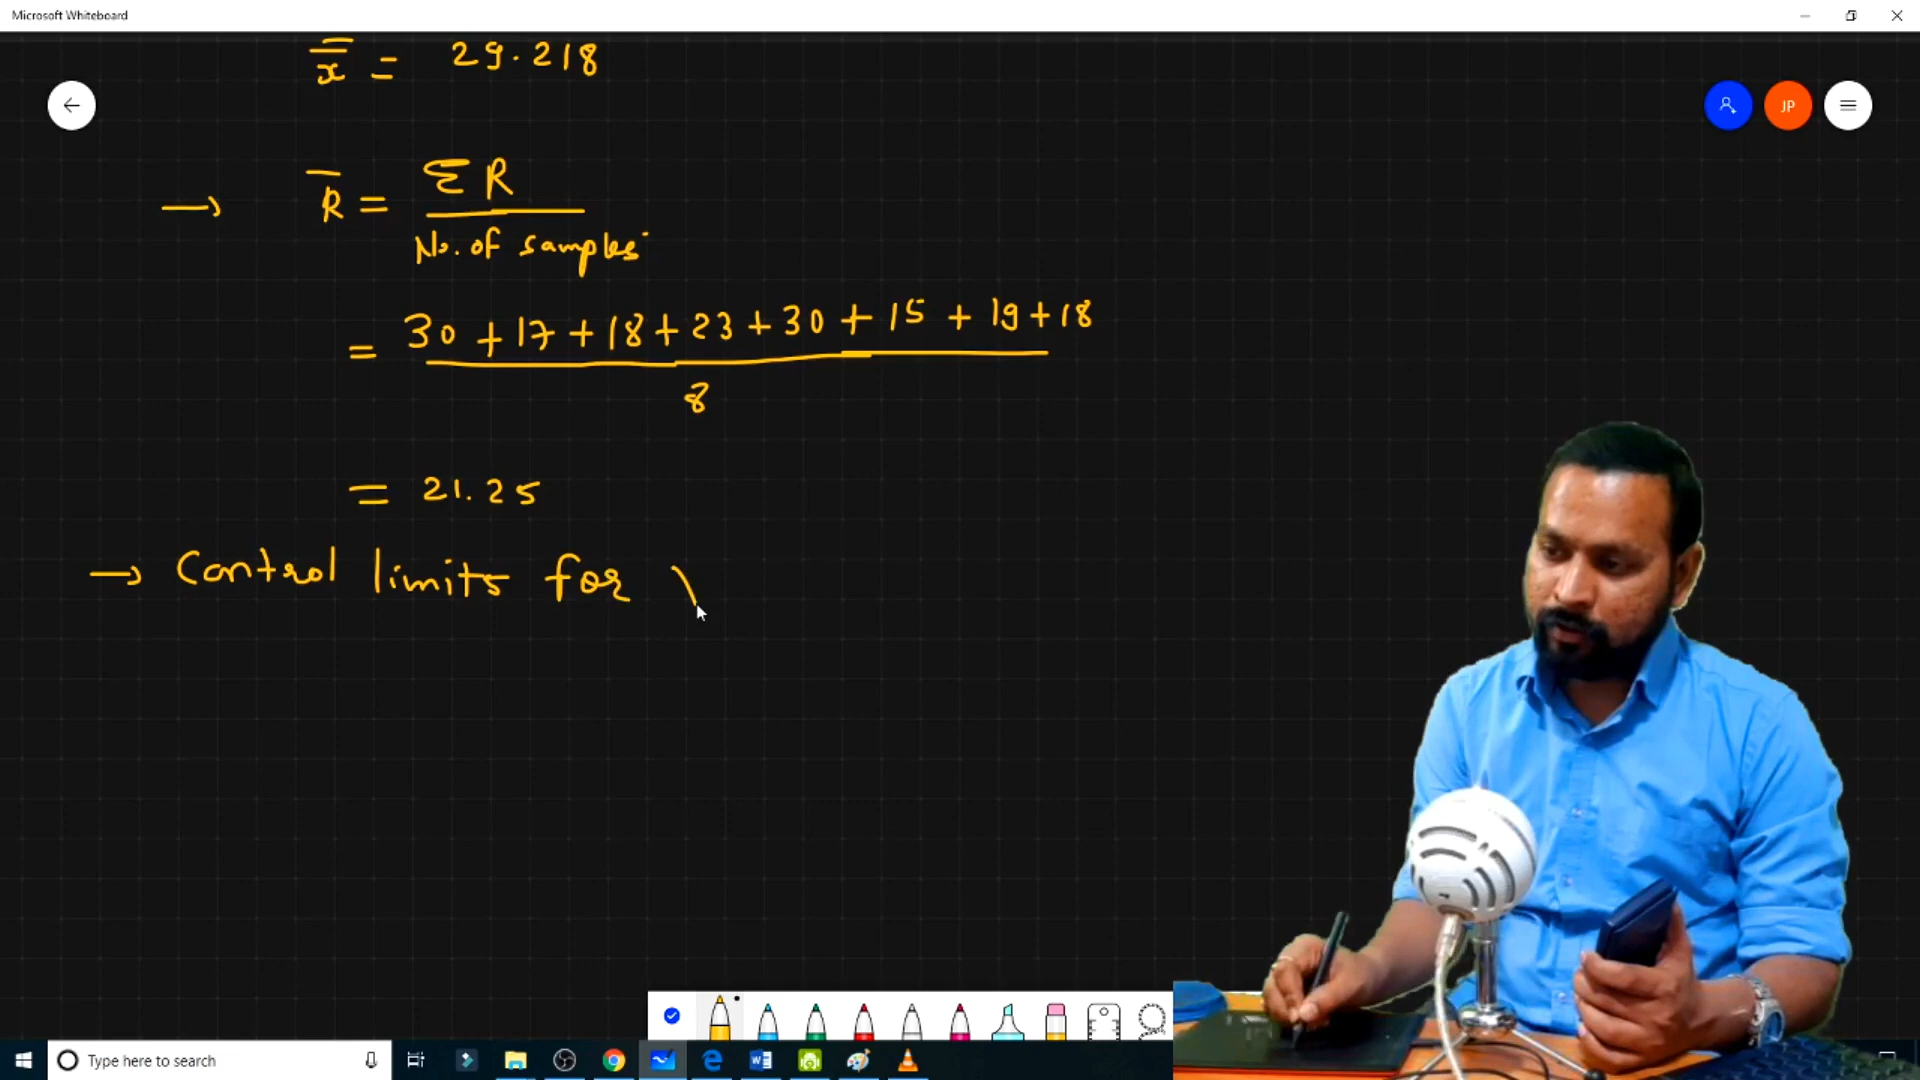 Microsoft Whiteboard
x̿ = 29.218
JP
→ R̄ = Σ R
No. of samples
= 30 + 17 + 18 + 23 + 30 + 15 + 19 + 18
8
= 21.25
→ Control limits for
Type here to search